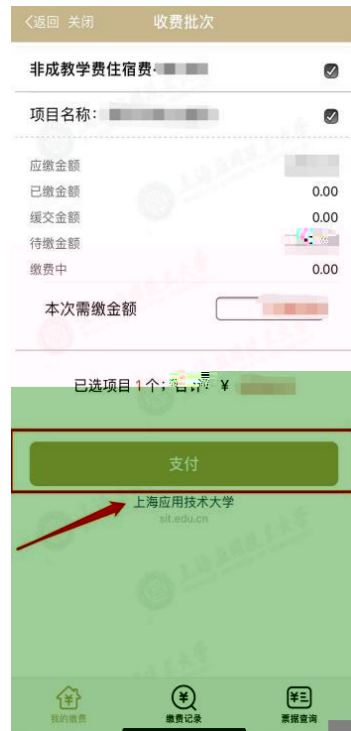 <返回 关闭 收费批次
非成教学费住宿费
项目名称：
应缴金额
已缴金额 0.00
缓交金额 0.00
待缴金额
缴费中 0.00
本次需缴金额
已选项目 1个；合计：¥
支付
上海应用技术大学
sit.edu.cn
我的缴费 缴费记录 票据查询